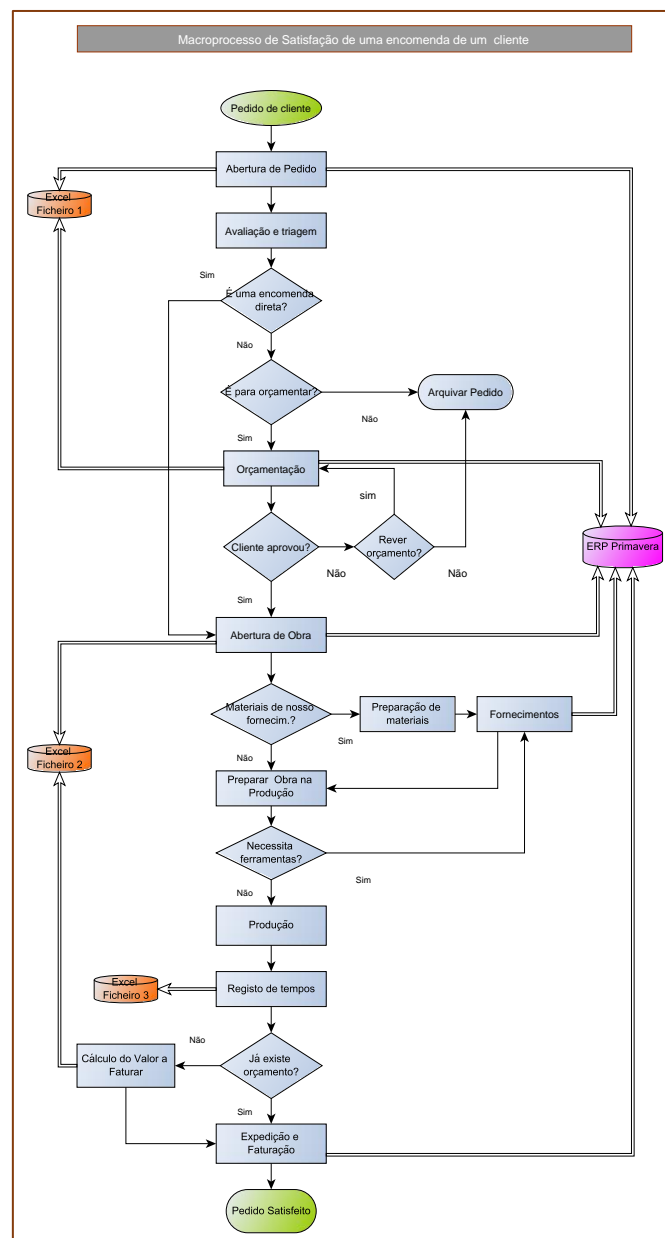 Macroprocesso de Satisfação de uma encomenda de um cliente
Pedido de cliente
Abertura de Pedido
Excel
Ficheiro 1
Avaliação e triagem
Sim
É uma encomenda
direta?
Não
É para orçamentar?
Arquivar Pedido
Não
Sim
Orçamentação
sim
Cliente aprovou?
Rever
orçamento?
ERP Primavera
Não
Não
Sim
Abertura de Obra
Materiais de nosso
fornecim.?
Preparação de
materiais
Fornecimentos
Sim
Não
Excel
Ficheiro 2
Preparar Obra na
Produção
Necessita
ferramentas?
Sim
Não
Produção
Excel
Ficheiro 3
Registo de tempos
Não
Cálculo do Valor a
Faturar
Já existe
orçamento?
Sim
Expedição e
Faturação
Pedido Satisfeito